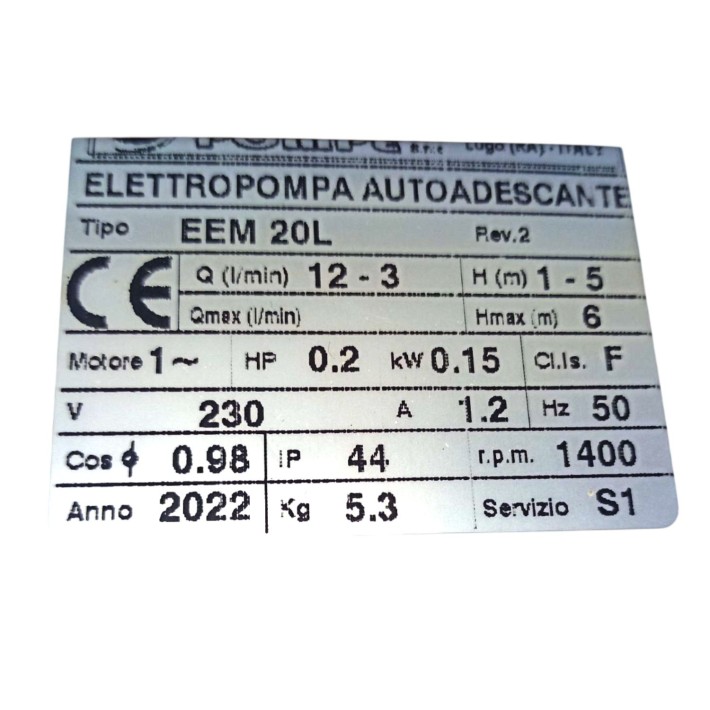 POMPE s.n.c Lugo (RA) - ITALY
ELETTROPOMPA AUTOADESCANTE
Tipo EEM 20L Rev.2
CE Q (l/min) 12 - 3 H (m) 1 - 5
Qmax (l/min) Hmax (m) 6
Motore 1~ HP 0.2 kW 0.15 Cl.Is. F
V 230 A 1.2 Hz 50
Cos ϕ 0.98 IP 44 r.p.m. 1400
Anno 2022 Kg 5.3 Servizio S1